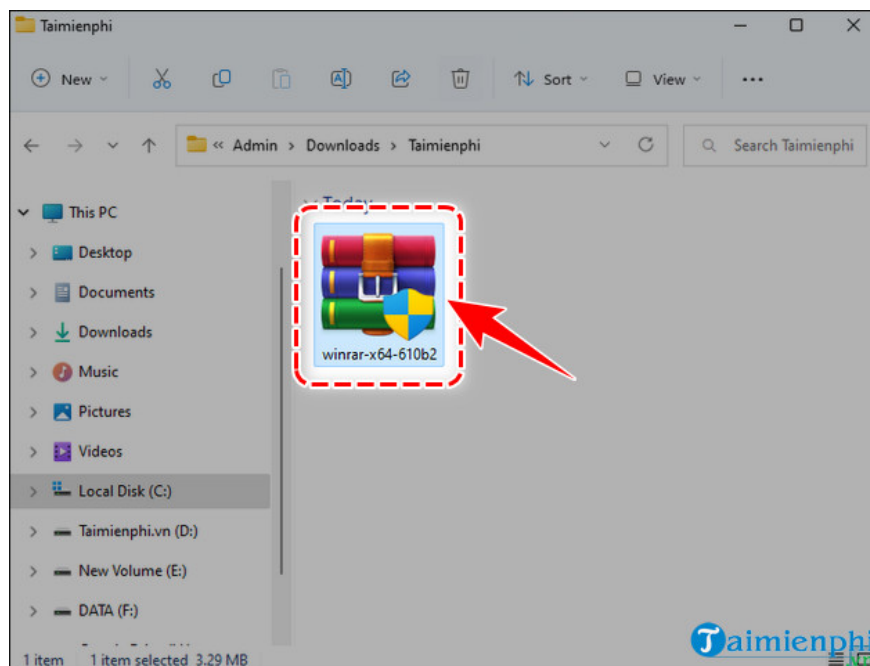 Taimienphi
New
Sort
View
Admin > Downloads > Taimienphi
Search Taimienphi
This PC
Today
Desktop
Documents
Downloads
winrar-x64-610b2
Music
Pictures
Videos
Local Disk (C:)
Taimienphi.vn (D:)
New Volume (E:)
DATA (F:)
Taimienphi
1 item
1 item selected 3.29 MB